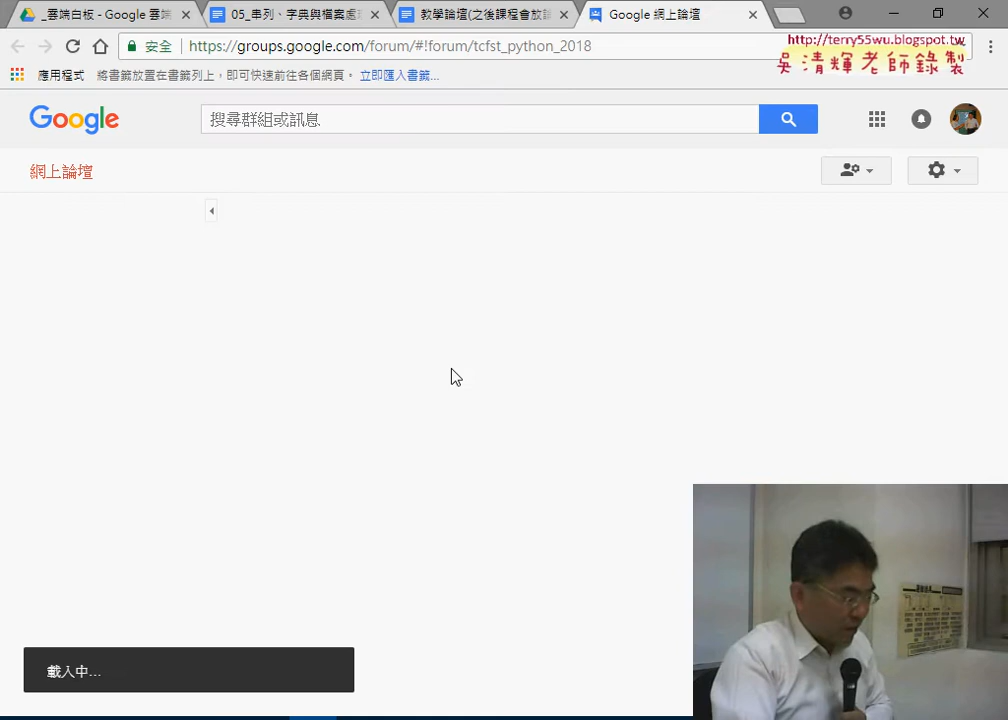 _雲端白板 - Google 雲端
05_串列、字典與檔案處理
教學論壇(之後課程會放訓
Google 網上論壇
安全
https://groups.google.com/forum/#!forum/tcfst_python_2018
http://terry55wu.blogspot.tw
吳清輝老師錄製
應用程式
將書籤放置在書籤列上，即可快速前往各個網頁。
立即匯入書籤...
Google
搜尋群組或訊息
網上論壇
載入中...